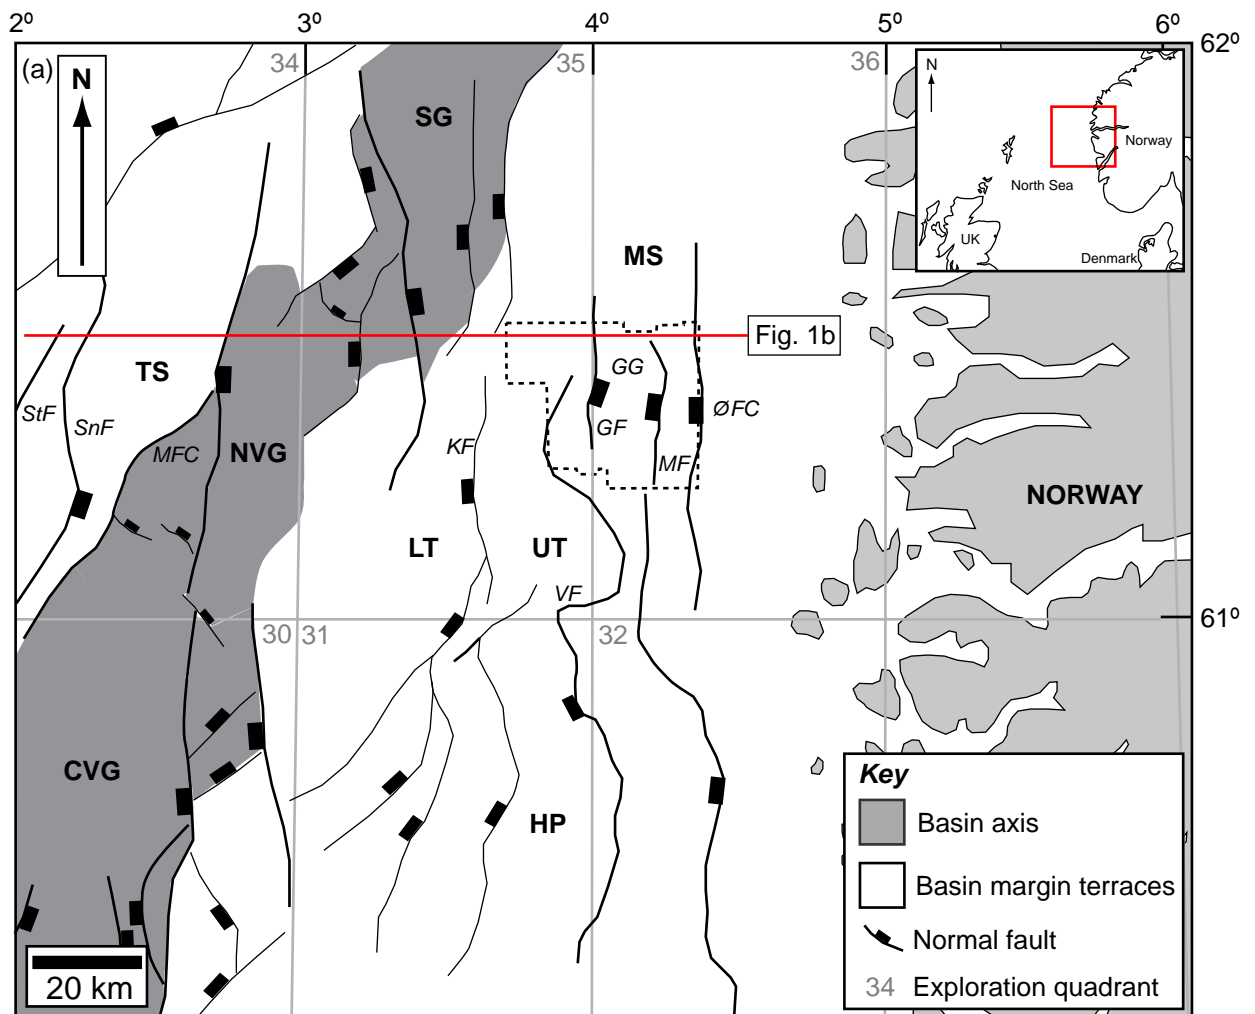 2º 3º 4º 5º 6º
62º
(a)
34 35 36
N
SG
N
Norway
North Sea
UK
Denmark
MS
Fig. 1b
TS
GG
StF
SnF
ØFC
GF
MFC
NVG
KF
MF
NORWAY
LT
UT
VF
61º
30 31 32
CVG
HP
Key
Basin axis
Basin margin terraces
Normal fault
34 Exploration quadrant
20 km